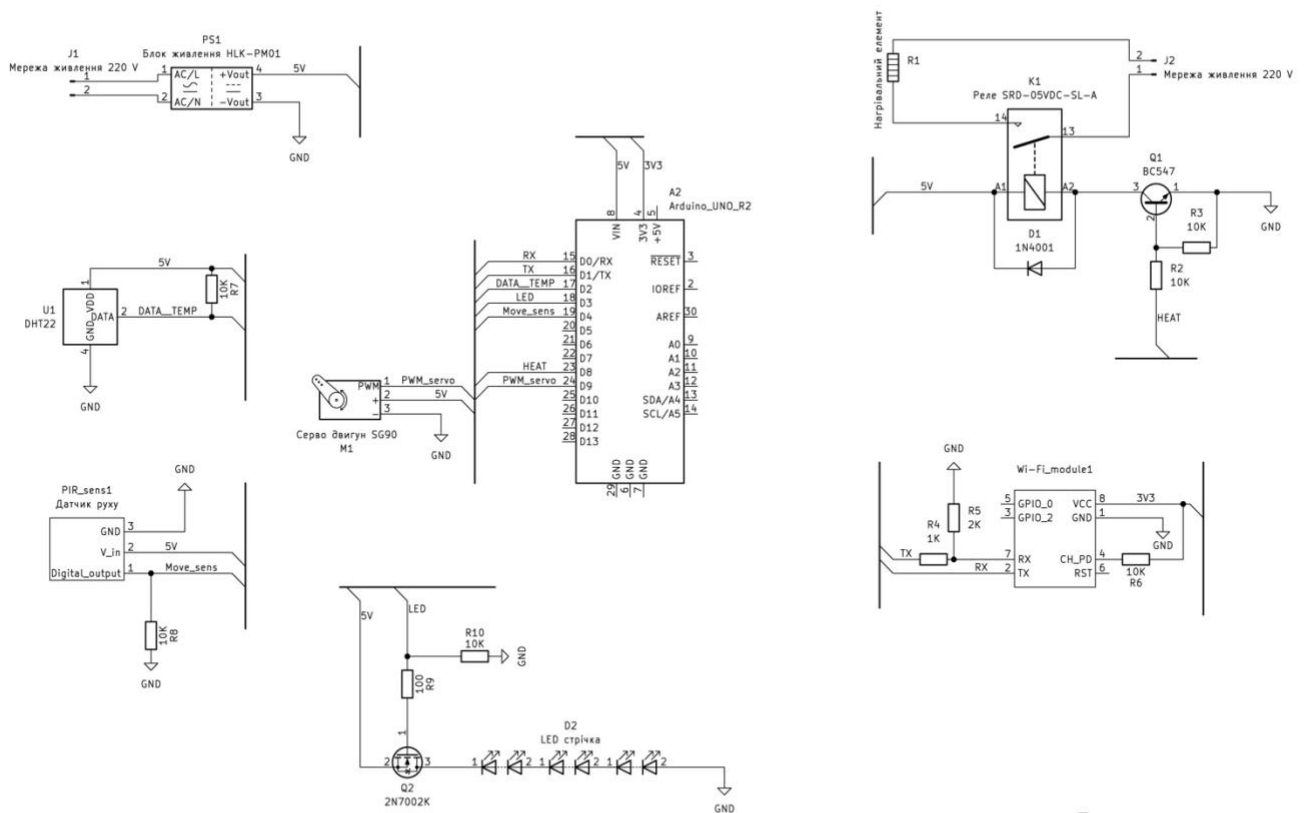 PS1
Блок живлення HLK-PM01
J1
Мережа живлення 220 V
1
2
1 AC/L +Vout 4 5V
2 AC/N −Vout 3
GND
Нагрівальний елемент
R1
2 J2
1 Мережа живлення 220 V
K1
Реле SRD-05VDC-SL-A
14
13
5V
A1
A2
D1
1N4001
Q1
BC547
3
1
2
R3
10K
GND
R2
10K
HEAT
5V
3V3
A2
Arduino_UNO_R2
8
4
5
VIN
3V3
+5V
RX 15 D0/RX
TX 16 D1/TX
DATA_TEMP 17 D2
LED 18 D3
Move_sens 19 D4
20 D5
21 D6
22 D7
HEAT 23 D8
PWM_servo 24 D9
25 D10
26 D11
27 D12
28 D13
RESET 3
IOREF 2
AREF 30
A0 9
A1 10
A2 11
A3 12
SDA/A4 13
SCL/A5 14
GND
GND
GND
29
6
7
5V
1
VDD
U1
DHT22
DATA 2 DATA_TEMP
GND
4
10K
R7
GND
PWM 1 PWM_servo
+ 2 5V
− 3
GND
Серво двигун SG90
M1
GND
PIR_sens1
Датчик руху
GND 3
V_in 2 5V
Digital_output 1 Move_sens
10K
R8
GND
5V
LED
R10
10K
GND
100
R9
1
2
3
Q2
2N7002K
D2
LED стрічка
1 2 1 2 1 2
GND
GND
Wi-Fi_module1
R5
2K
R4
1K
TX
RX
5 GPIO_0
3 GPIO_2
7 RX
2 TX
VCC 8 3V3
GND 1
GND
CH_PD 4
RST 6
10K
R6